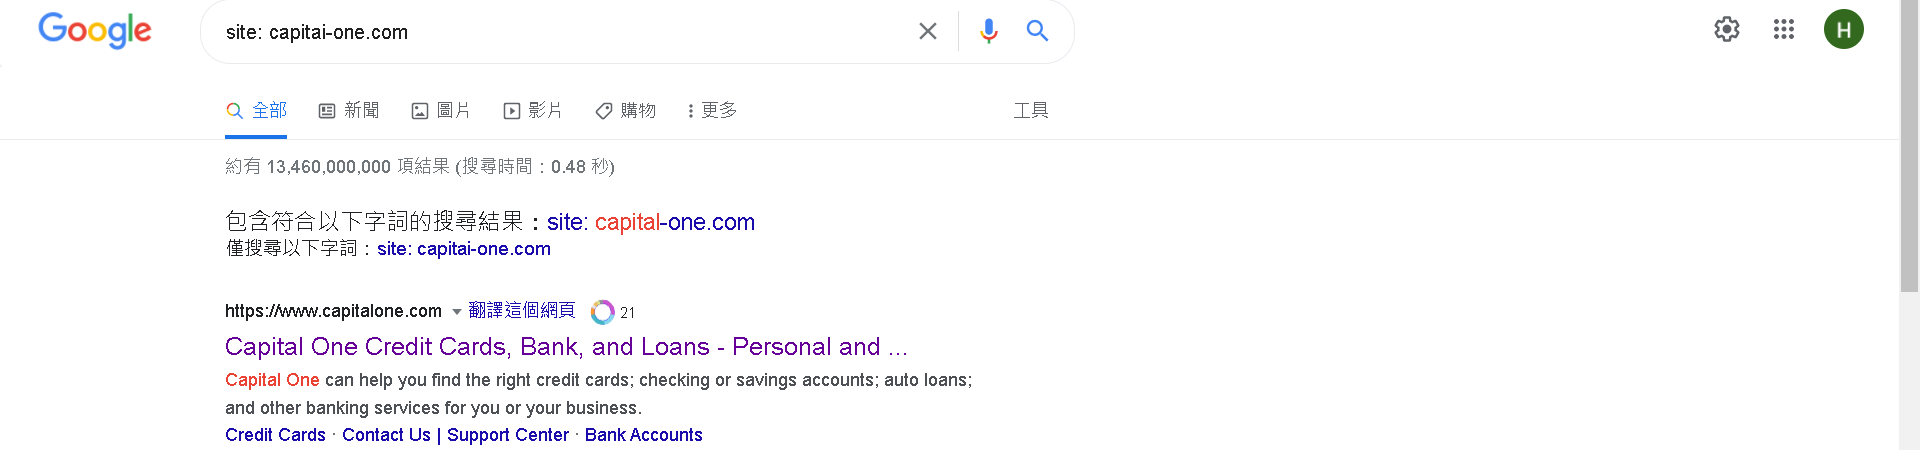 Google site: capitai-one.com H
全部 新聞 圖片 影片 購物 更多 工具
約有 13,460,000,000 項結果 (搜尋時間：0.48 秒)
包含符合以下字詞的搜尋結果：site: capital-one.com
僅搜尋以下字詞：site: capitai-one.com
https://www.capitalone.com 翻譯這個網頁 21
Capital One Credit Cards, Bank, and Loans - Personal and ...
Capital One can help you find the right credit cards; checking or savings accounts; auto loans;
and other banking services for you or your business.
Credit Cards · Contact Us | Support Center · Bank Accounts